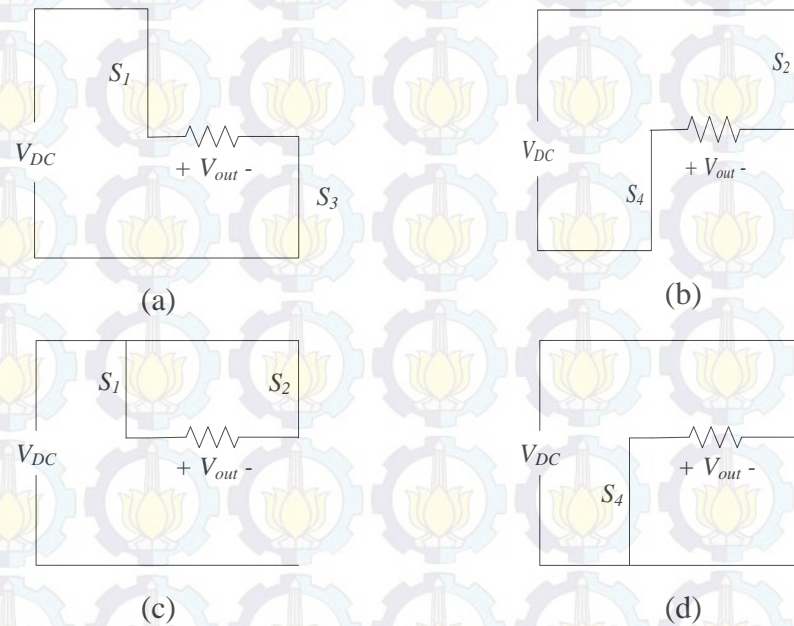 S1
VDC
+ Vout -
S3
(a)
S2
VDC
+ Vout -
S4
(b)
S1
S2
VDC
+ Vout -
(c)
VDC
+ Vout -
S4
(d)